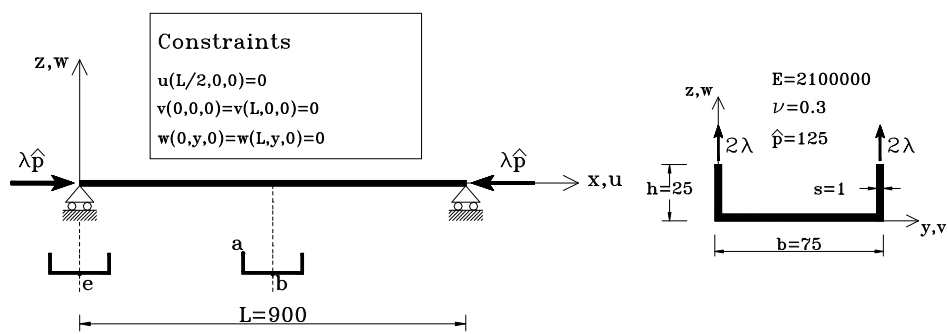 Constraints
u(L/2,0,0)=0
v(0,0,0)=v(L,0,0)=0
w(0,y,0)=w(L,y,0)=0
z,w
λp̂
λp̂
x,u
a
e
b
L=900
E=2100000
ν=0.3
p̂=125
z,w
2λ
2λ
h=25
s=1
y,v
b=75